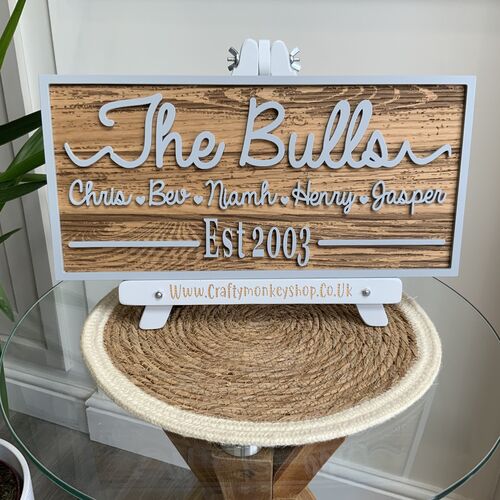 The Bulls
Chris ♥ Bev ♥ Niamh ♥ Henry ♥ Jasper
Est 2003
Www.Craftymonkeyshop.Co.Uk